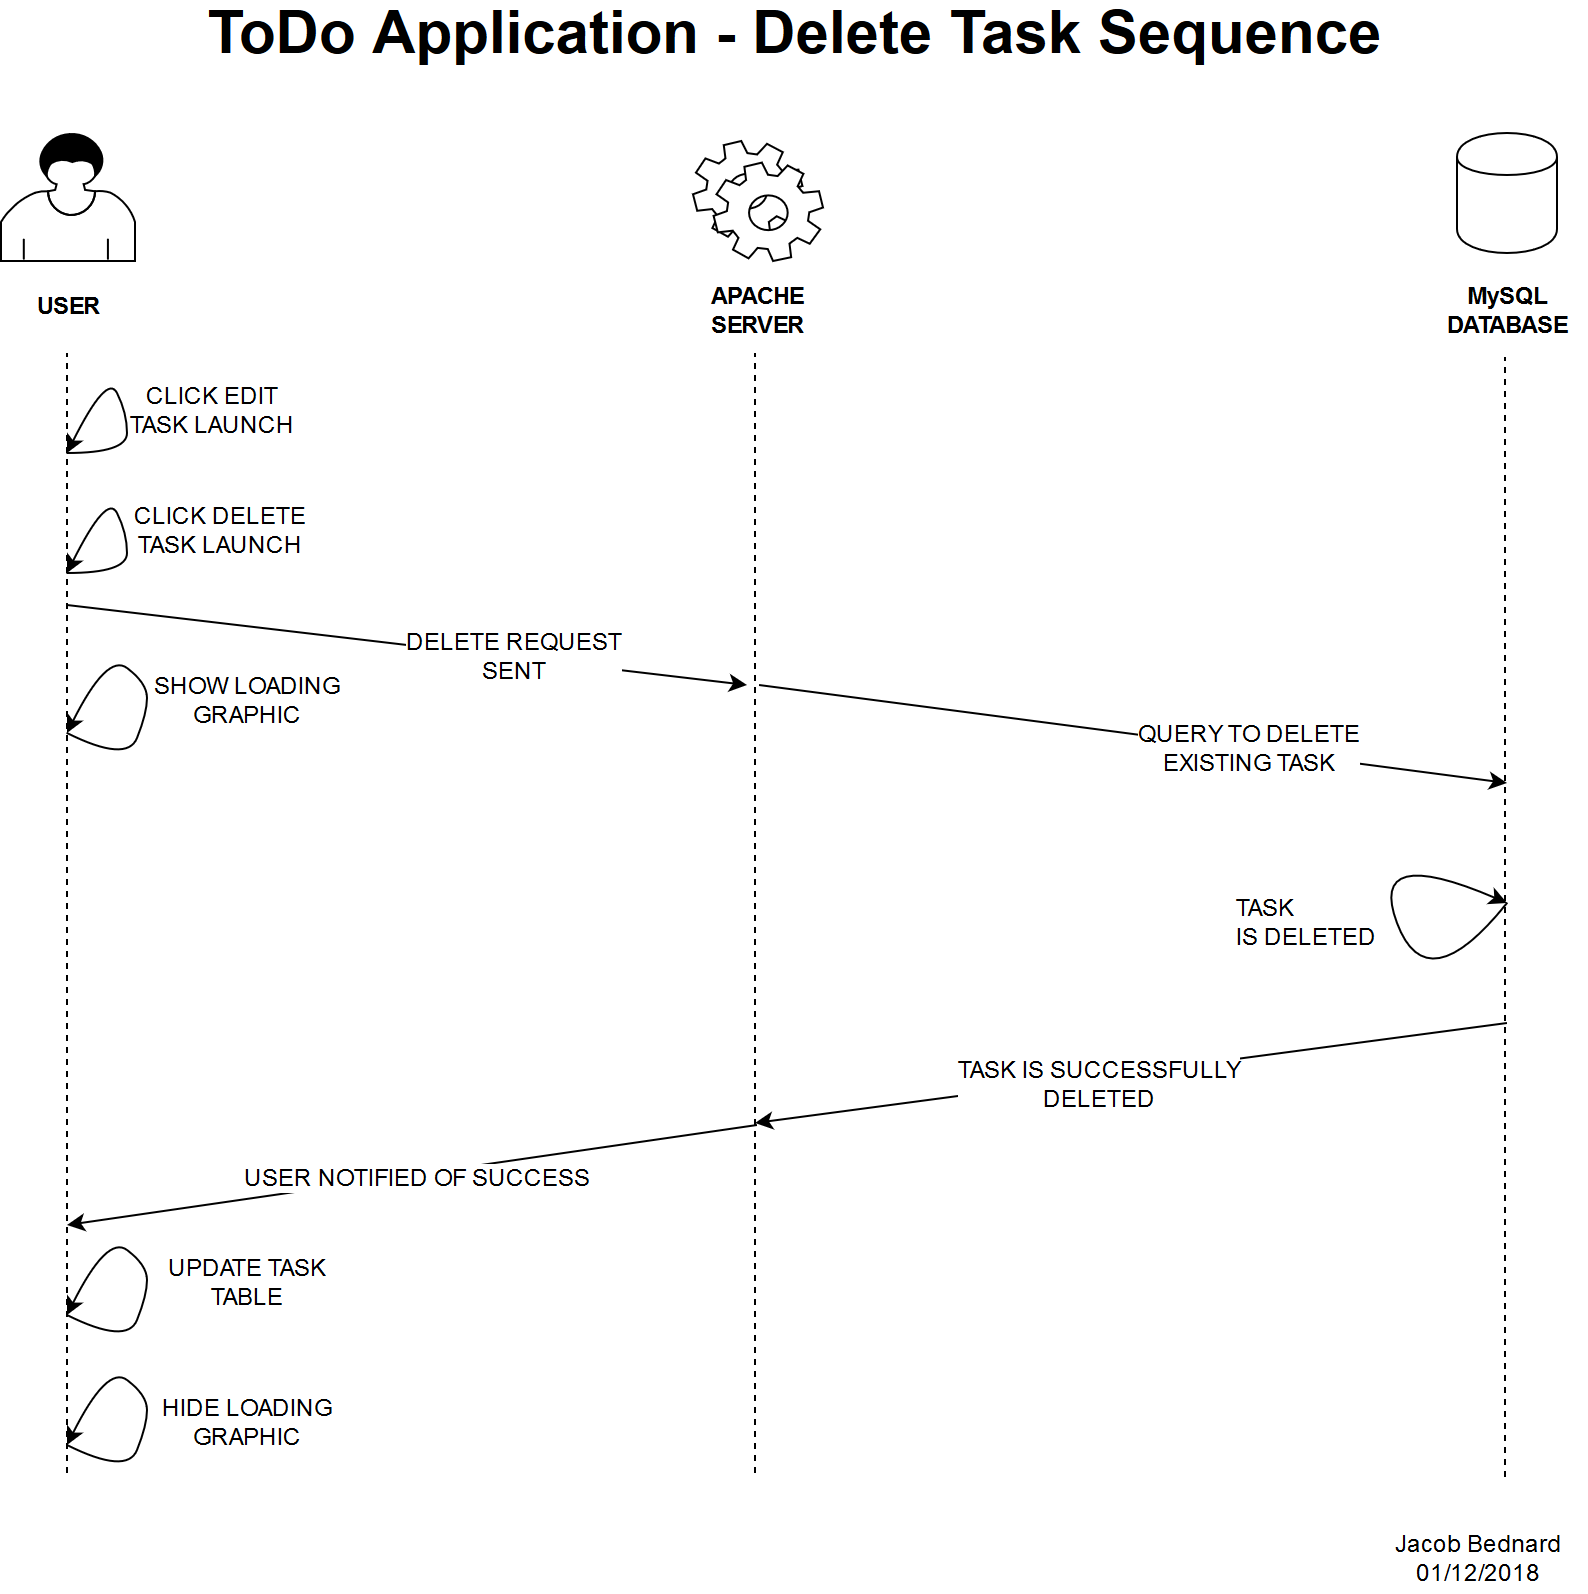 ToDo Application - Delete Task Sequence
USER
APACHE
SERVER
MySQL
DATABASE
CLICK EDIT
TASK LAUNCH
CLICK DELETE
TASK LAUNCH
DELETE REQUEST
SENT
SHOW LOADING
GRAPHIC
QUERY TO DELETE
EXISTING TASK
TASK
IS DELETED
TASK IS SUCCESSFULLY
DELETED
USER NOTIFIED OF SUCCESS
UPDATE TASK
TABLE
HIDE LOADING
GRAPHIC
Jacob Bednard
01/12/2018